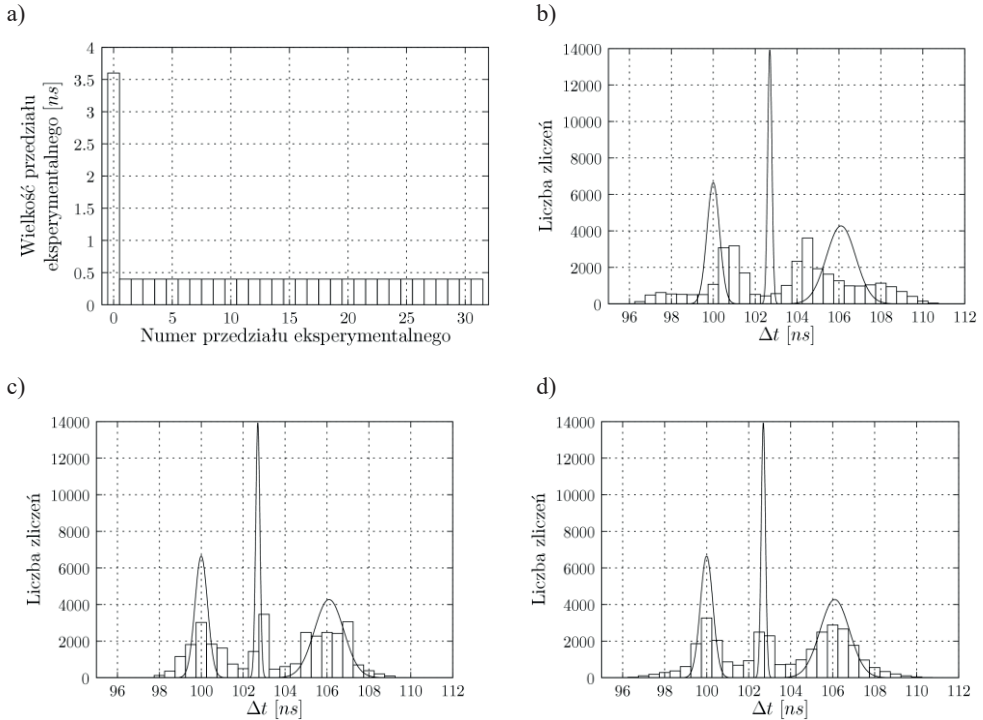 a)
4
3.5
3
2.5
2
1.5
1
0.5
0
0 5 10 15 20 25 30
Wielkość przedziału
eksperymentalnego [ns]
Numer przedziału eksperymentalnego
b)
14000
12000
10000
8000
6000
4000
2000
0
96 98 100 102 104 106 108 110 112
Liczba zliczeń
Δt [ns]
c)
14000
12000
10000
8000
6000
4000
2000
0
96 98 100 102 104 106 108 110 112
Liczba zliczeń
Δt [ns]
d)
14000
12000
10000
8000
6000
4000
2000
0
96 98 100 102 104 106 108 110 112
Liczba zliczeń
Δt [ns]